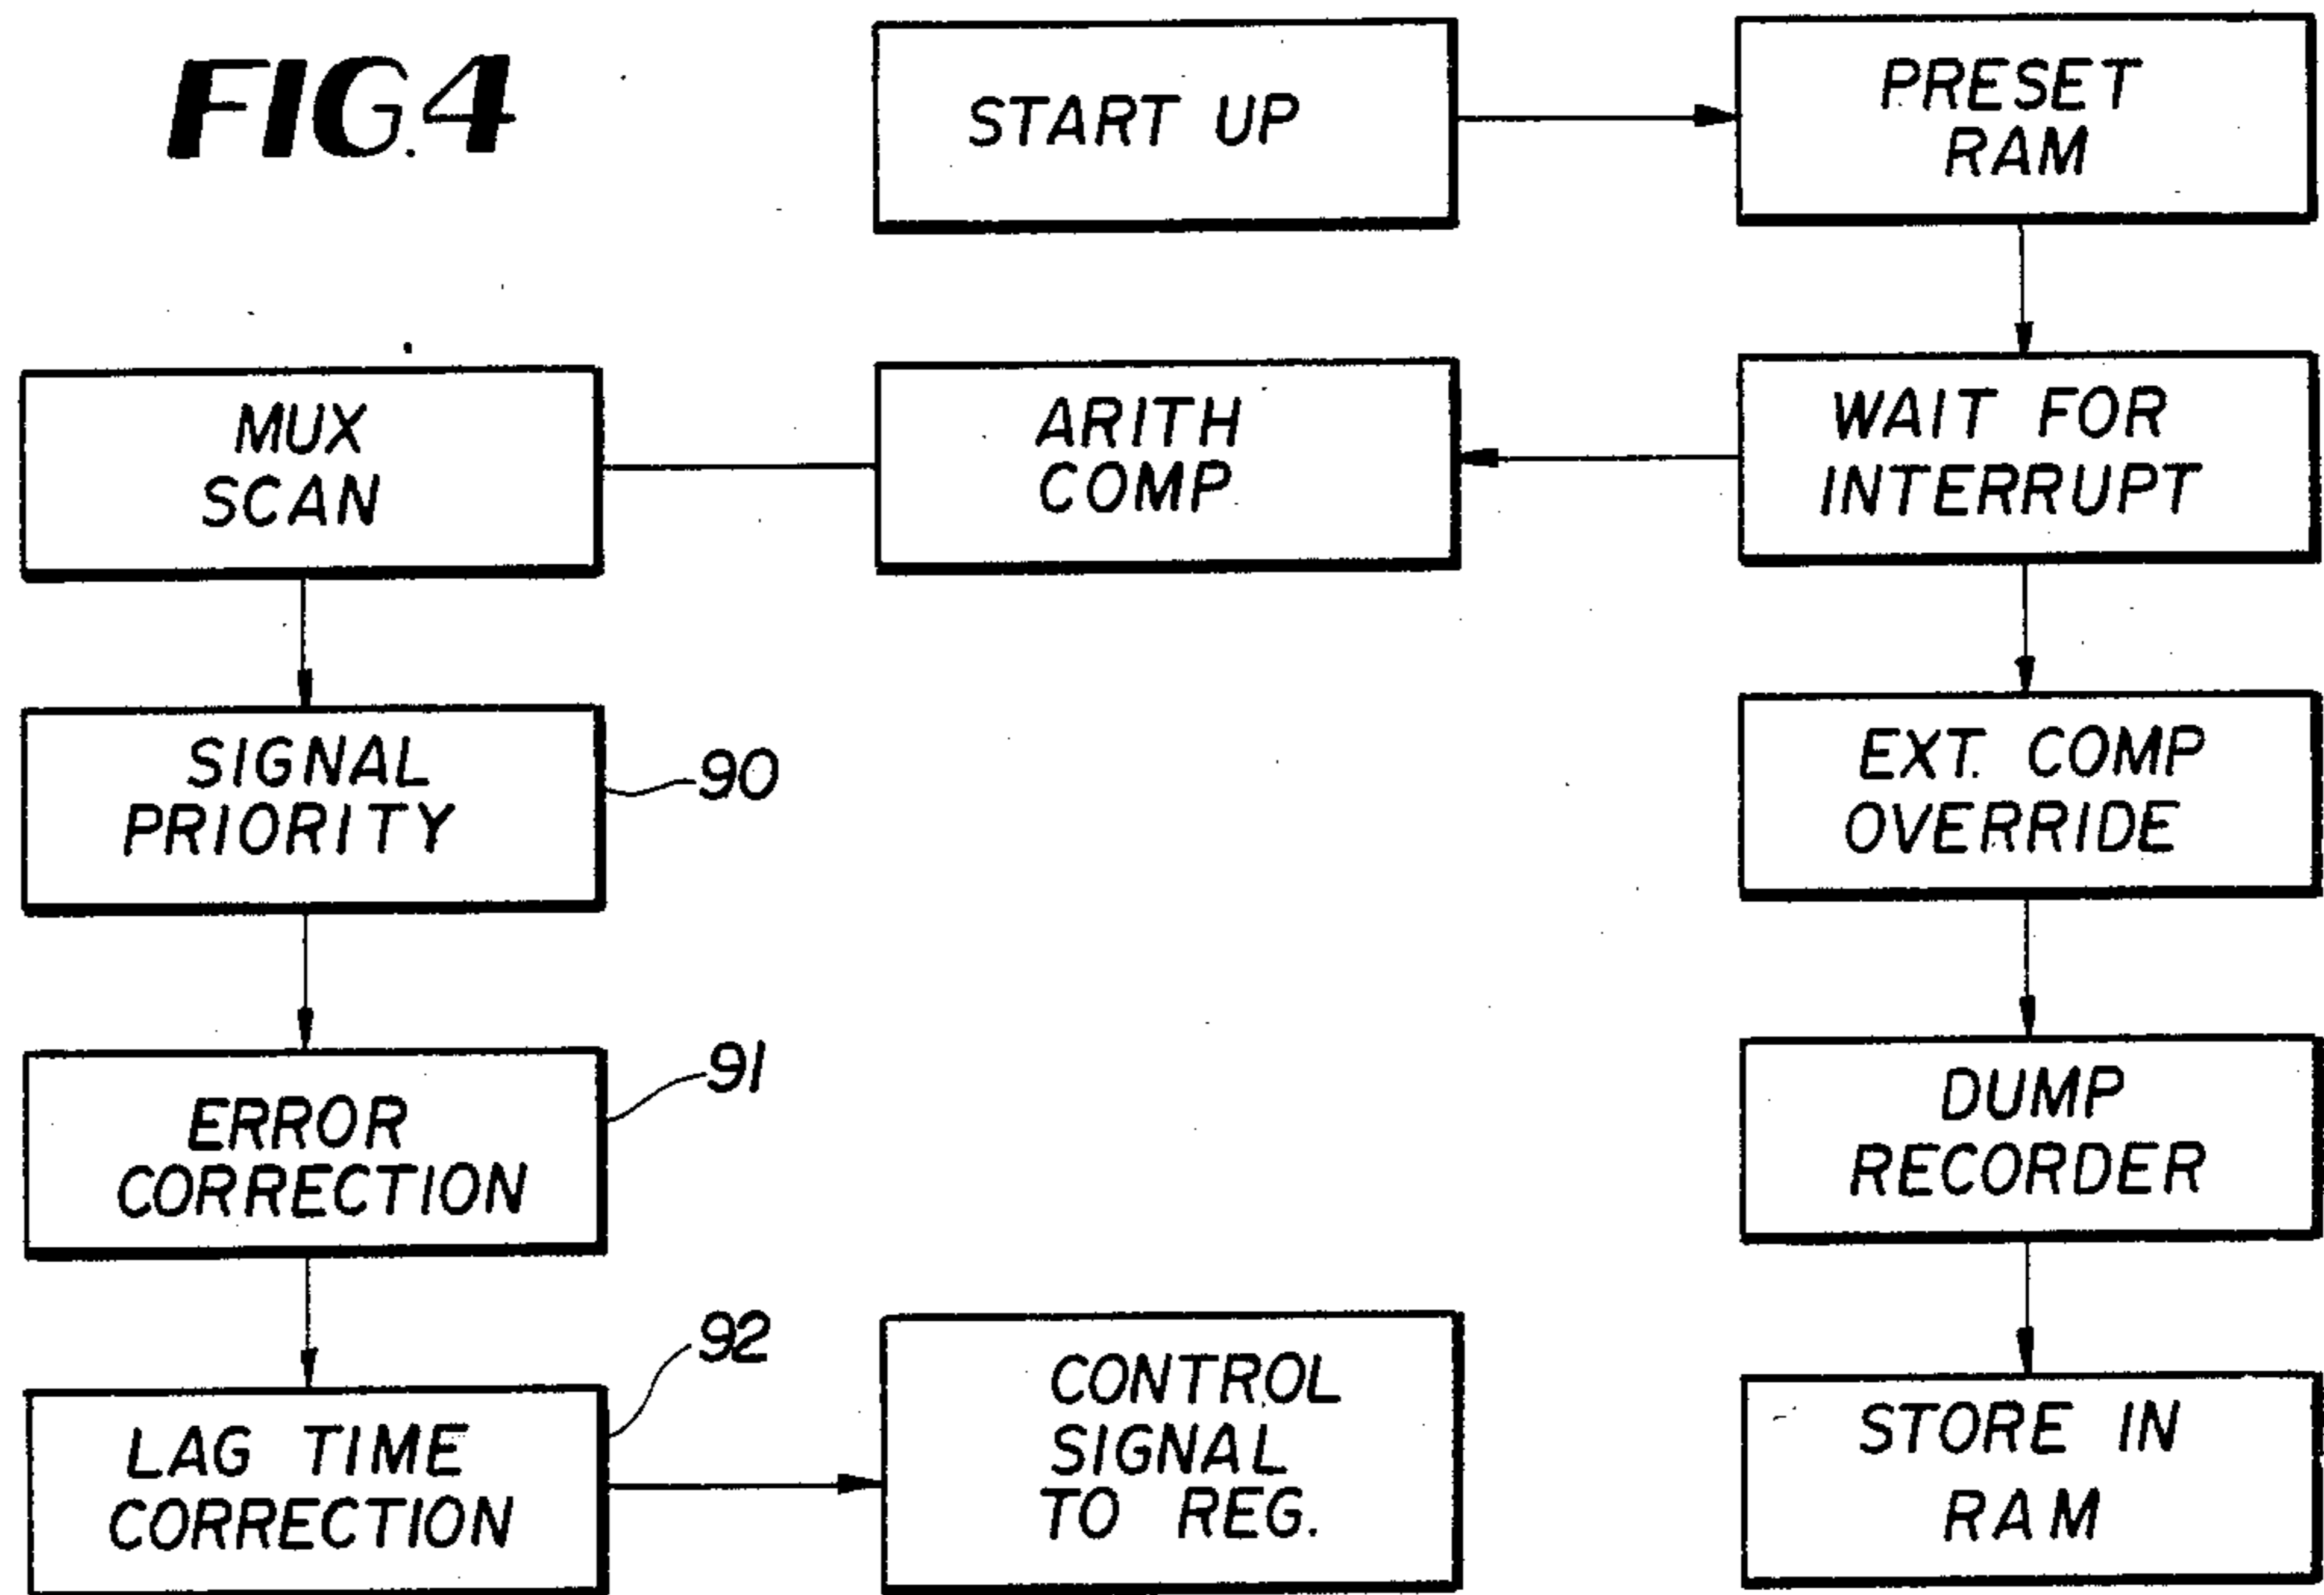 FIG. 4
START UP
PRESET
RAM
MUX
SCAN
ARITH
COMP
WAIT FOR
INTERRUPT
SIGNAL
PRIORITY
90
EXT. COMP
OVERRIDE
ERROR
CORRECTION
91
DUMP
RECORDER
LAG TIME
CORRECTION
92
CONTROL
SIGNAL
TO REG.
STORE IN
RAM